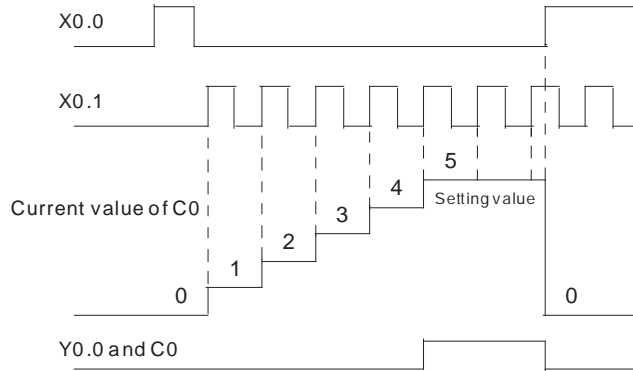 X0.0
X0.1
5
4
Setting value
Current value of C0
3
2
1
0
0
Y0.0 and C0